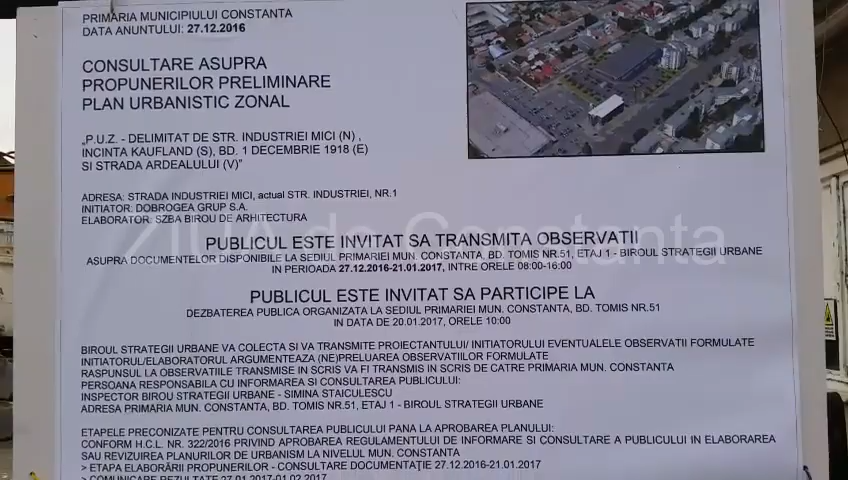 PRIMARIA MUNICIPIULUI CONSTANTA
DATA ANUNTULUI: 27.12.2016
CONSULTARE ASUPRA
PROPUNERILOR PRELIMINARE
PLAN URBANISTIC ZONAL
„P.U.Z. - DELIMITAT DE STR. INDUSTRIEI MICI (N) ,
INCINTA KAUFLAND (S), BD. 1 DECEMBRIE 1918 (E)
SI STRADA ARDEALULUI (V)”
ADRESA: STRADA INDUSTRIEI MICI, actual STR. INDUSTRIEI, NR.1
INITIATOR: DOBROGEA GRUP S.A.
ELABORATOR: SZBA BIROU DE ARHITECTURA
ZIUA de Constanta
PUBLICUL ESTE INVITAT SA TRANSMITA OBSERVATII
ASUPRA DOCUMENTELOR DISPONIBILE LA SEDIUL PRIMARIEI MUN. CONSTANTA, BD. TOMIS NR.51, ETAJ 1 - BIROUL STRATEGII URBANE
IN PERIOADA 27.12.2016-21.01.2017, INTRE ORELE 08:00-16:00
PUBLICUL ESTE INVITAT SA PARTICIPE LA
DEZBATEREA PUBLICA ORGANIZATA LA SEDIUL PRIMARIEI MUN. CONSTANTA, BD. TOMIS NR.51
IN DATA DE 20.01.2017, ORELE 10:00
BIROUL STRATEGII URBANE VA COLECTA SI VA TRANSMITE PROIECTANTULUI/ INITIATORULUI EVENTUALELE OBSERVATII FORMULATE
INITIATORUL/ELABORATORUL ARGUMENTEAZA (NE)PRELUAREA OBSERVATIILOR FORMULATE
RASPUNSUL LA OBSERVATIILE TRANSMISE IN SCRIS VA FI TRANSMIS IN SCRIS DE CATRE PRIMARIA MUN. CONSTANTA
PERSOANA RESPONSABILA CU INFORMAREA SI CONSULTAREA PUBLICULUI:
INSPECTOR BIROU STRATEGII URBANE - SIMINA STAICULESCU
ADRESA PRIMARIA MUN. CONSTANTA, BD. TOMIS NR.51, ETAJ 1 - BIROUL STRATEGII URBANE
ETAPELE PRECONIZATE PENTRU CONSULTAREA PUBLICULUI PANA LA APROBAREA PLANULUI:
CONFORM H.C.L. NR. 322/2016 PRIVIND APROBAREA REGULAMENTULUI DE INFORMARE SI CONSULTARE A PUBLICULUI IN ELABORAREA
SAU REVIZUIREA PLANURILOR DE URBANISM LA NIVELUL MUN. CONSTANTA
> ETAPA ELABORĂRII PROPUNERILOR - CONSULTARE DOCUMENTAŢIE 27.12.2016-21.01.2017
> COMUNICARE REZULTATE 27.01.2017-01.02.2017